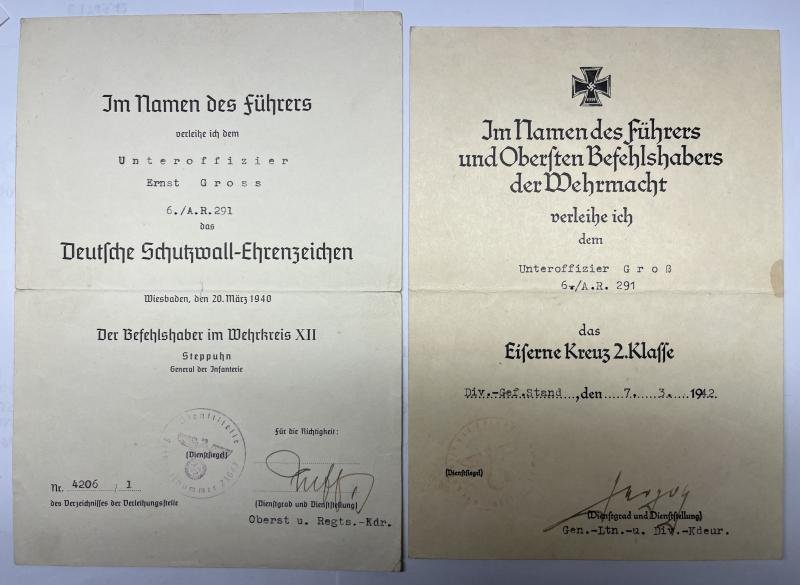 Im Namen des Führers
verleihe ich dem
Unteroffizier
Ernst Gross
6./A.R.291
das
Deutsche Schutzwall-Ehrenzeichen
Wiesbaden, den 20. März 1940
Der Befehlshaber im Wehrkreis XII
Steppuhn
General der Infanterie
Für die Richtigkeit:
(Dienstsiegel)
Nr. 4206 / 1
des Verzeichnisses der Verleihungsstelle
(Dienstgrad und Dienststellung)
Oberst u. Regts.-Kdr.
Im Namen des Führers
und Obersten Befehlshabers
der Wehrmacht
verleihe ich
dem
Unteroffizier Groß
6./A.R. 291
das
Eiserne Kreuz 2.Klasse
Div.-Gef.Stand, den 7. 3. 1942
(Dienstsiegel)
Herzog
(Dienstgrad und Dienststellung)
Gen.-Ltn.-u. Div.-Kdeur.